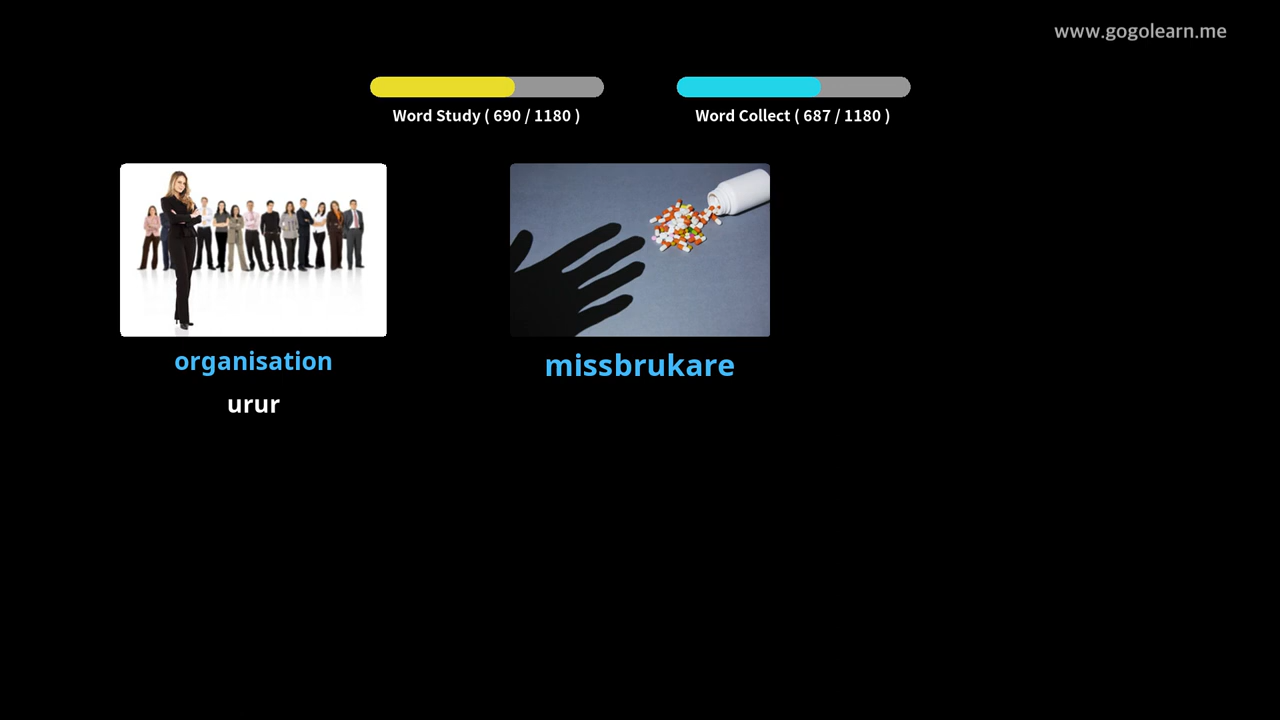 www.gogolearn.me
Word Study ( 690 / 1180 )
Word Collect ( 687 / 1180 )
organisation
urur
missbrukare